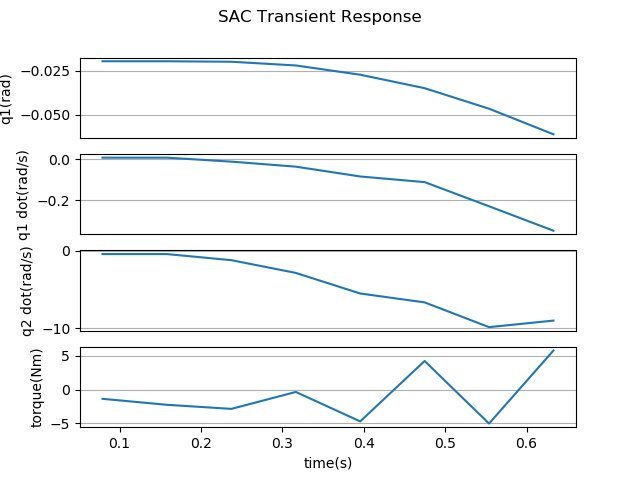 SAC Transient Response
q1(rad)
−0.025
−0.050
q1 dot(rad/s)
0.0
−0.2
q2 dot(rad/s)
0
−10
torque(Nm)
5
0
−5
0.1 0.2 0.3 0.4 0.5 0.6
time(s)